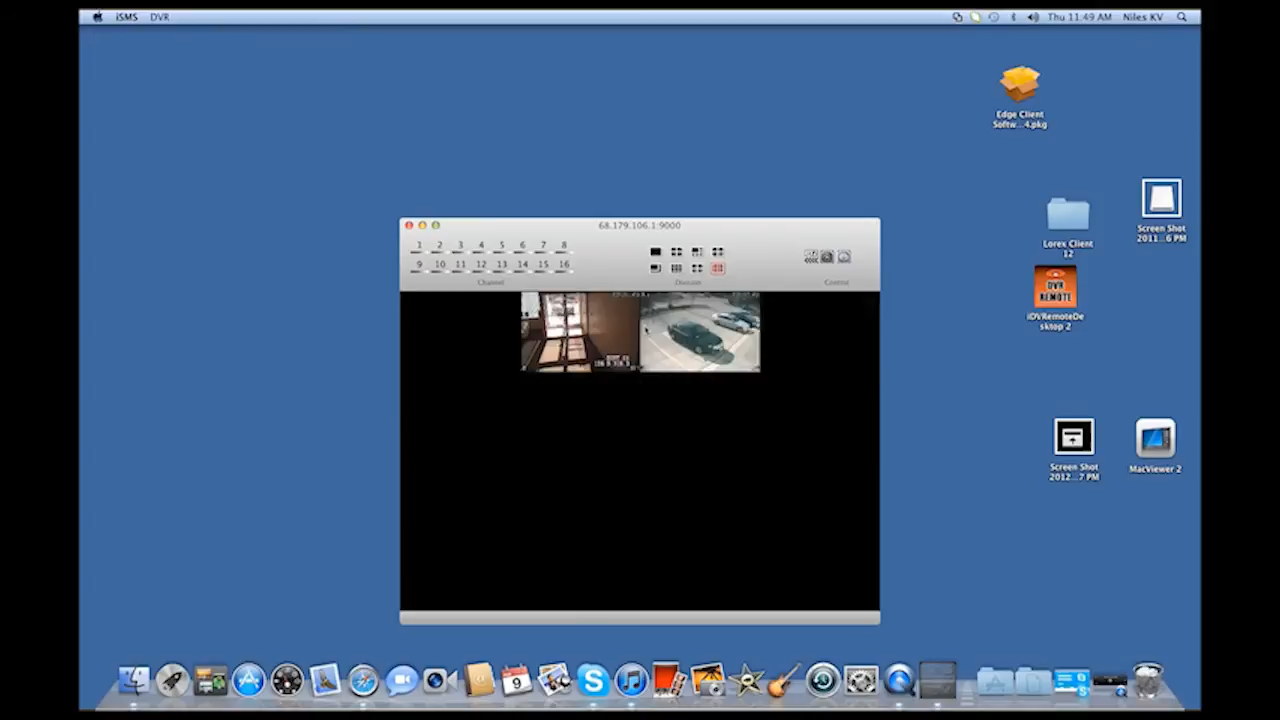 iSMS DVR
Thu 11:49 AM Niles KV
Edge Client
Softw...4.pkg
Screen Shot
2011...6 PM
Lorex Client
12
DVR
REMOTE
iDVRemoteDe
sktop 2
68.179.106.1:9000
1 2 3 4 5 6 7 8
9 10 11 12 13 14 15 16
Channel
Division
Control
Screen Shot
2012...7 PM
MacViewer 2
9